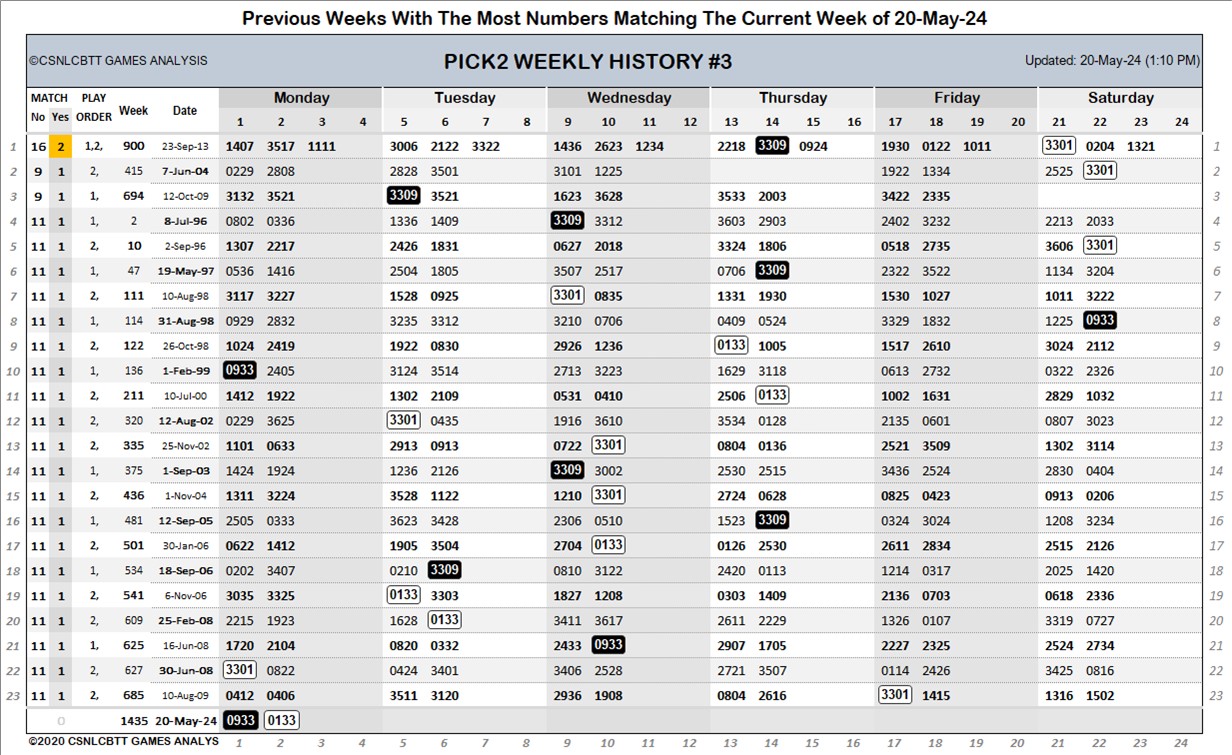 Previous Weeks With The Most Numbers Matching The Current Week of 20-May-24
©CSNLCBTT GAMES ANALYSIS PICK2 WEEKLY HISTORY #3 Updated: 20-May-24 (1:10 PM)
MATCH PLAY Week Date Monday Tuesday Wednesday Thursday Friday Saturday
No Yes ORDER 1 2 3 4 5 6 7 8 9 10 11 12 13 14 15 16 17 18 19 20 21 22 23 24
1 16 2 1,2, 900 23-Sep-13 1407 3517 1111 3006 2122 3322 1436 2623 1234 2218 3309 0924 1930 0122 1011 3301 0204 1321 1
2 9 1 2, 415 7-Jun-04 0229 2808 2828 3501 3101 1225 1922 1334 2525 3301 2
3 9 1 1, 694 12-Oct-09 3132 3521 3309 3521 1623 3628 3533 2003 3422 2335 3
4 11 1 1, 2 8-Jul-96 0802 0336 1336 1409 3309 3312 3603 2903 2402 3232 2213 2033 4
5 11 1 2, 10 2-Sep-96 1307 2217 2426 1831 0627 2018 3324 1806 0518 2735 3606 3301 5
6 11 1 1, 47 19-May-97 0536 1416 2504 1805 3507 2517 0706 3309 2322 3522 1134 3204 6
7 11 1 2, 111 10-Aug-98 3117 3227 1528 0925 3301 0835 1331 1930 1530 1027 1011 3222 7
8 11 1 1, 114 31-Aug-98 0929 2832 3235 3312 3210 0706 0409 0524 3329 1832 1225 0933 8
9 11 1 2, 122 26-Oct-98 1024 2419 1922 0830 2926 1236 0133 1005 1517 2610 3024 2112 9
10 11 1 1, 136 1-Feb-99 0933 2405 3124 3514 2713 3223 1629 3118 0613 2732 0322 2326 10
11 11 1 2, 211 10-Jul-00 1412 1922 1302 2109 0531 0410 2506 0133 1002 1631 2829 1032 11
12 11 1 2, 320 12-Aug-02 0229 3625 3301 0435 1916 3610 3534 0128 2135 0601 0807 3023 12
13 11 1 2, 335 25-Nov-02 1101 0633 2913 0913 0722 3301 0804 0136 2521 3509 1302 3114 13
14 11 1 1, 375 1-Sep-03 1424 1924 1236 2126 3309 3002 2530 2515 3436 2524 2830 0404 14
15 11 1 2, 436 1-Nov-04 1311 3224 3528 1122 1210 3301 2724 0628 0825 0423 0913 0206 15
16 11 1 1, 481 12-Sep-05 2505 0333 3623 3428 2306 0510 1523 3309 0324 3024 1208 3234 16
17 11 1 2, 501 30-Jan-06 0622 1412 1905 3504 2704 0133 0126 2530 2611 2834 2515 2126 17
18 11 1 1, 534 18-Sep-06 0202 3407 0210 3309 0810 3122 2420 0113 1214 0317 2025 1420 18
19 11 1 2, 541 6-Nov-06 3035 3325 0133 3303 1827 1208 0303 1409 2136 0703 0618 2336 19
20 11 1 2, 609 25-Feb-08 2215 1923 1628 0133 3411 3617 2611 2229 1326 0107 3319 0727 20
21 11 1 1, 625 16-Jun-08 1720 2104 0820 0332 2433 0933 2907 1705 2227 2325 2524 2734 21
22 11 1 2, 627 30-Jun-08 3301 0822 0424 3401 3406 2528 2721 3507 0114 2426 3425 0816 22
23 11 1 2, 685 10-Aug-09 0412 0406 3511 3120 2936 1908 0804 2616 3301 1415 1316 1502 23
0 1435 20-May-24 0933 0133
©2020 CSNLCBTT GAMES ANALYS 1 2 3 4 5 6 7 8 9 10 11 12 13 14 15 16 17 18 19 20 21 22 23 24